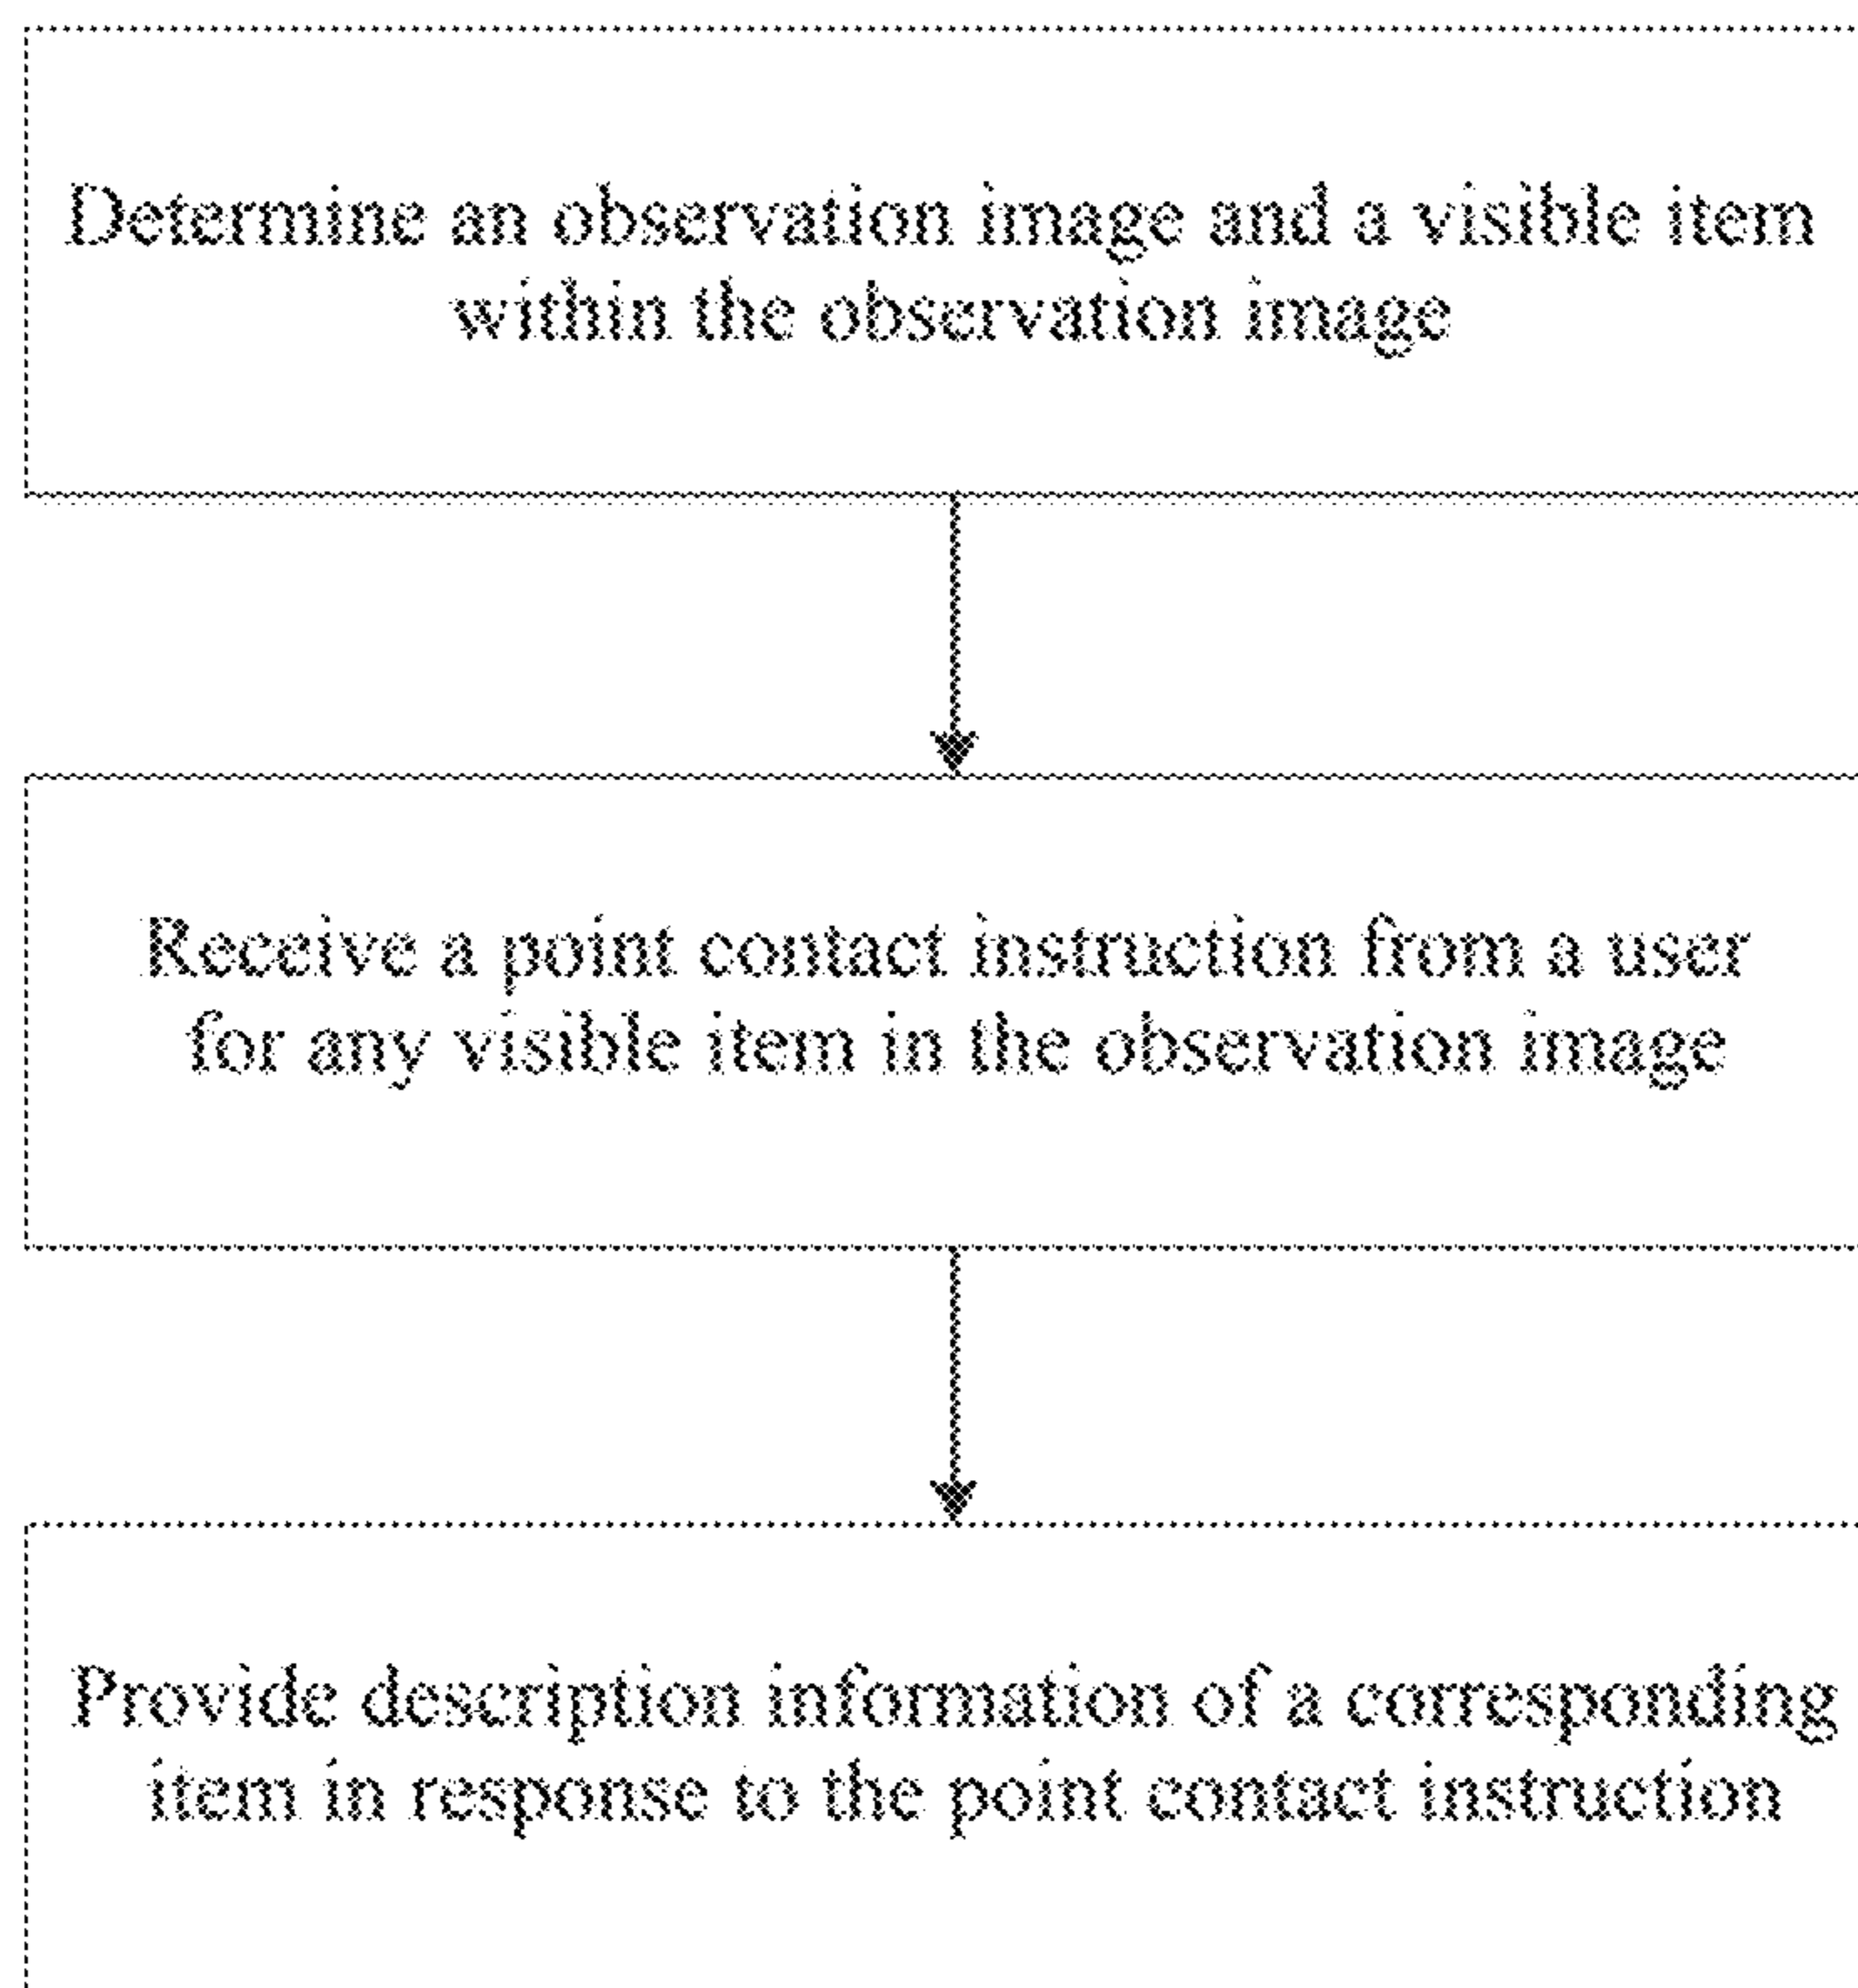 Determine an observation image and a visible item
within the observation image
Receive a point contact instruction from a user
for any visible item in the observation image
Provide description information of a corresponding
item in response to the point contact instruction